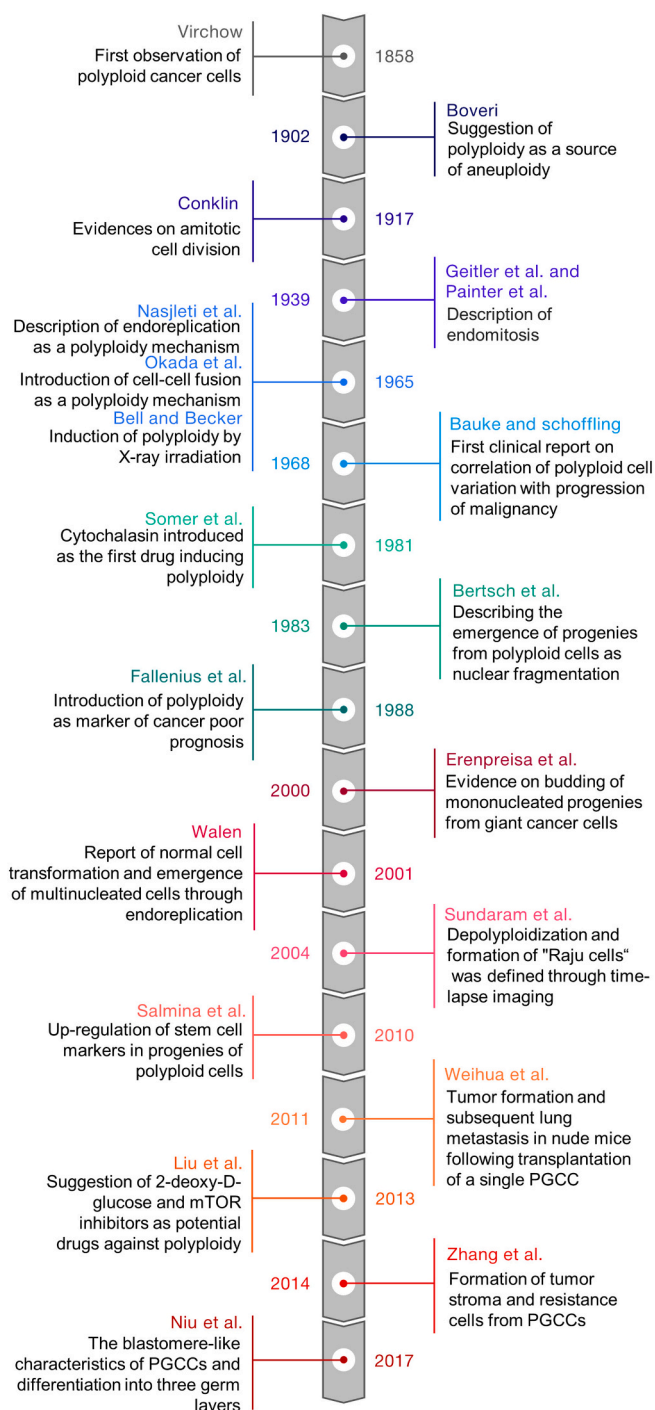 Virchow
First observation of
polyploid cancer cells
1858
1902
Boveri
Suggestion of
polyploidy as a source
of aneuploidy
Conklin
Evidences on amitotic
cell division
1917
1939
Geitler et al. and
Painter et al.
Description of
endomitosis
Nasjleti et al.
Description of endoreplication
as a polyploidy mechanism
Okada et al.
Introduction of cell-cell fusion
as a polyploidy mechanism
Bell and Becker
Induction of polyploidy by
X-ray irradiation
1965
1968
Bauke and schoffling
First clinical report on
correlation of polyploid cell
variation with progression
of malignancy
Somer et al.
Cytochalasin introduced
as the first drug inducing
polyploidy
1981
1983
Bertsch et al.
Describing the
emergence of progenies
from polyploid cells as
nuclear fragmentation
Fallenius et al.
Introduction of polyploidy
as marker of cancer poor
prognosis
1988
2000
Erenpreisa et al.
Evidence on budding of
mononucleated progenies
from giant cancer cells
Walen
Report of normal cell
transformation and emergence
of multinucleated cells through
endoreplication
2001
2004
Sundaram et al.
Depolyploidization and
formation of "Raju cells“
was defined through time-
lapse imaging
Salmina et al.
Up-regulation of stem cell
markers in progenies of
polyploid cells
2010
2011
Weihua et al.
Tumor formation and
subsequent lung
metastasis in nude mice
following transplantation
of a single PGCC
Liu et al.
Suggestion of 2-deoxy-D-
glucose and mTOR
inhibitors as potential
drugs against polyploidy
2013
2014
Zhang et al.
Formation of tumor
stroma and resistance
cells from PGCCs
Niu et al.
The blastomere-like
characteristics of PGCCs and
differentiation into three germ
layers
2017